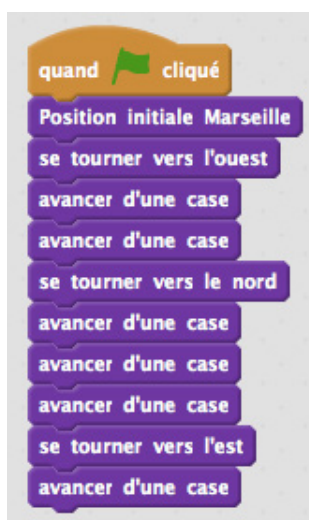 quand cliqué
Position initiale Marseille
se tourner vers l'ouest
avancer d'une case
avancer d'une case
se tourner vers le nord
avancer d'une case
avancer d'une case
avancer d'une case
se tourner vers l'est
avancer d'une case